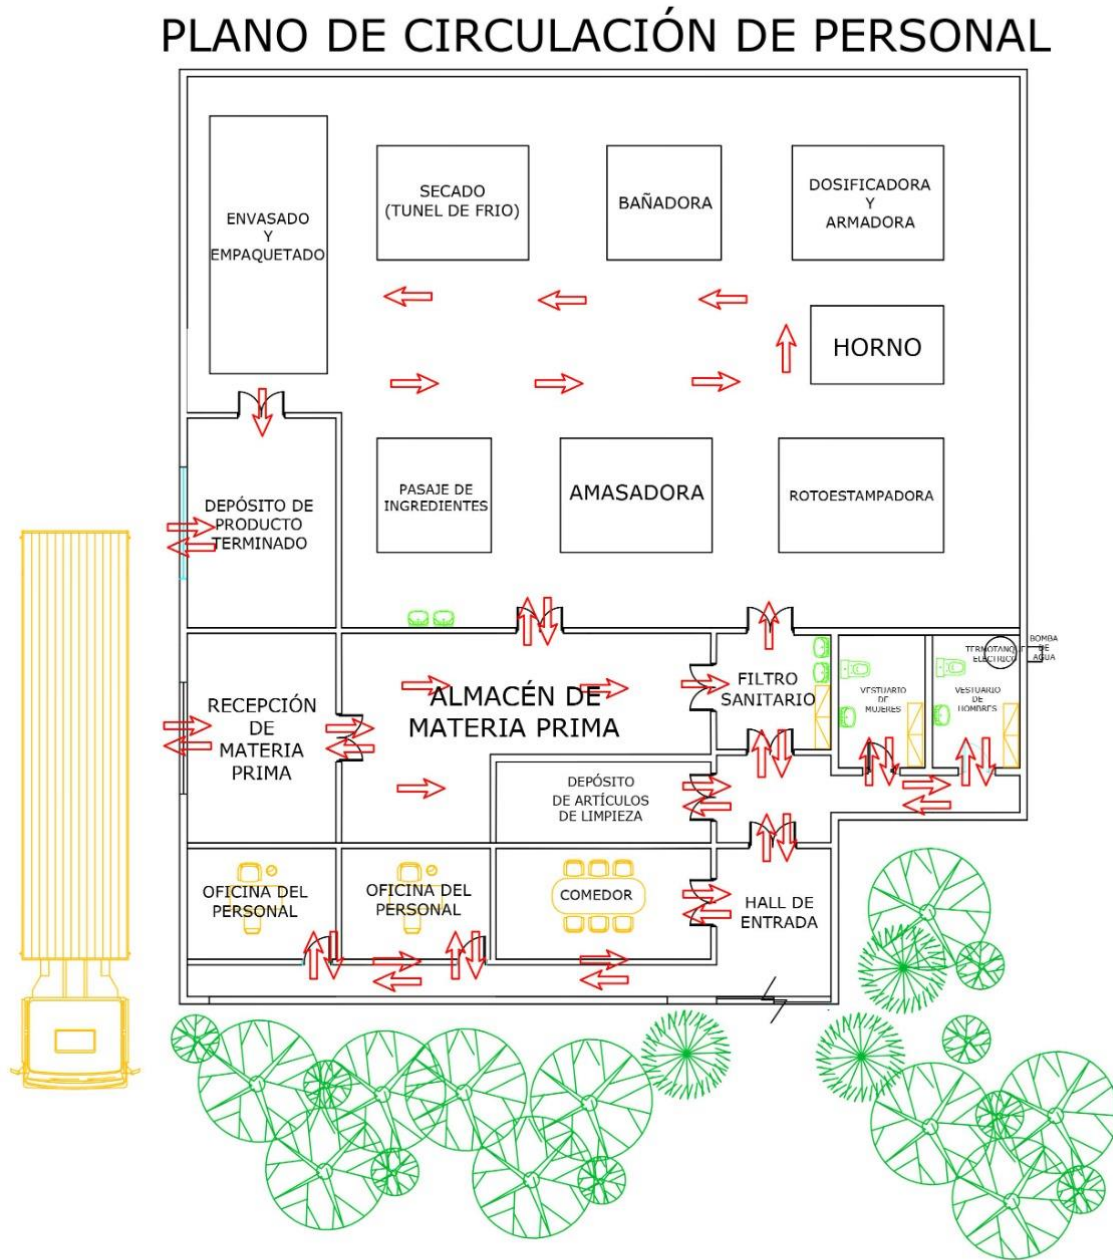 PLANO DE CIRCULACIÓN DE PERSONAL
ENVASADO
Y
EMPAQUETADO
SECADO
(TUNEL DE FRIO)
BAÑADORA
DOSIFICADORA
Y
ARMADORA
HORNO
PASAJE DE
INGREDIENTES
AMASADORA
ROTOESTAMPADORA
DEPÓSITO DE
PRODUCTO
TERMINADO
RECEPCIÓN
DE
MATERIA
PRIMA
ALMACÉN DE
MATERIA PRIMA
FILTRO
SANITARIO
VESTUARIO
DE
MUJERES
TERMOTANQUE
ELÉCTRICO
VESTUARIO
DE
HOMBRES
BOMBA
DE
AGUA
DEPÓSITO
DE ARTÍCULOS
DE LIMPIEZA
OFICINA DEL
PERSONAL
OFICINA DEL
PERSONAL
COMEDOR
HALL DE
ENTRADA